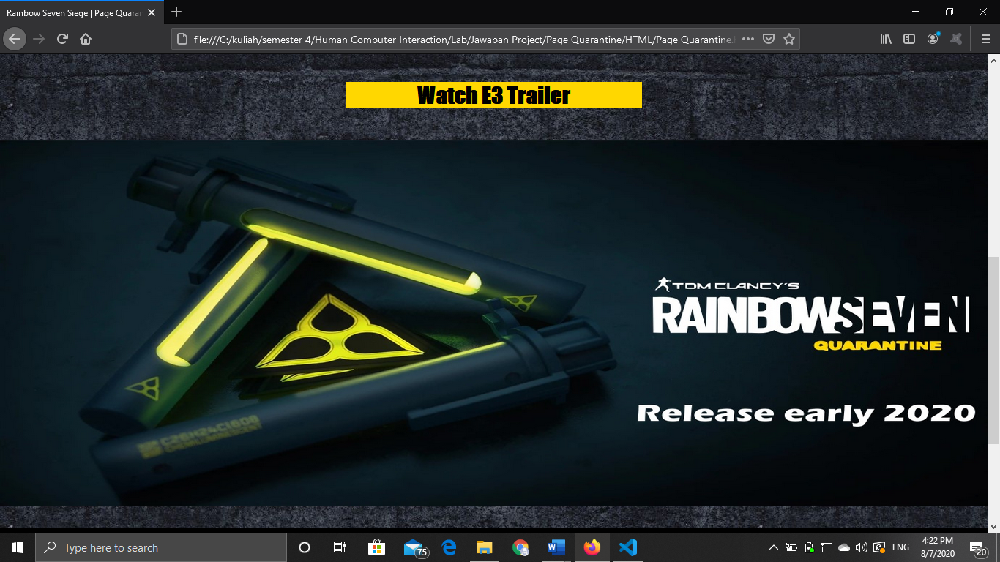 Rainbow Seven Siege | Page Quaran
file:///C:/kuliah/semester 4/Human Computer Interaction/Lab/Jawaban Project/Page Quarantine/HTML/Page Quarantine.
Watch E3 Trailer
TOM CLANCY'S
RAINBOWSEVEN
QUARANTINE
Release early 2020
C26H24Cl6O8
Type here to search
75
ENG
4:22 PM
8/7/2020
20